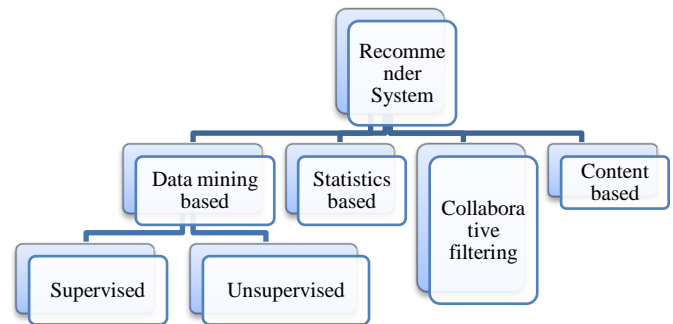 Recomme
nder
System
Data mining
based
Statistics
based
Collabora
tive
filtering
Content
based
Supervised
Unsupervised